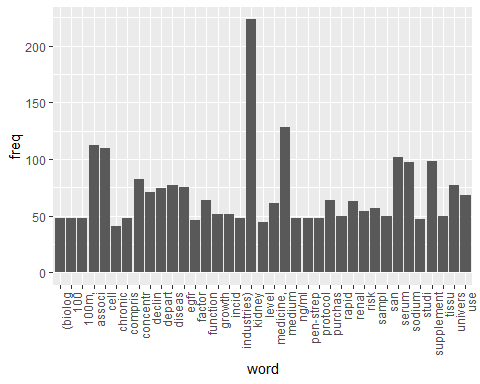 freq
200
150
100
50
0
(biolog
100
100m,
associ
cell
chronic
compris
concentr
declin
depart
diseas
egfr
factor
function
growth
incid
industries)
kidney
level
medicine,
medium
ng/ml
pen-strep
protocol
purchas
rapid
renal
risk
sampl
san
serum
sodium
studi
supplement
tissu
univers
use
word